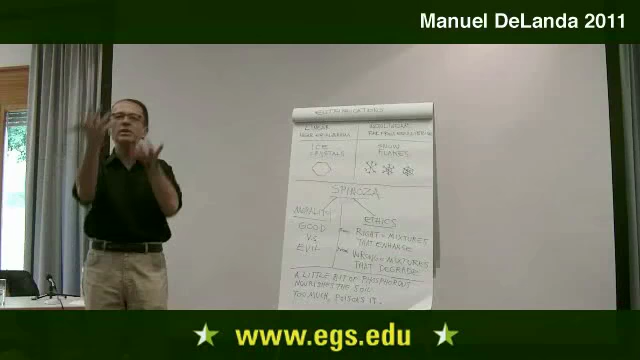 Manuel DeLanda 2011
ICE
CRYSTALS
SNOW
FLAKES
SPINOZA
MORALITY
ETHICS
GOOD
VS
EVIL
RIGHT = MIXTURES
THAT ENHANCE
WRONG = MIXTURES
THAT DEGRADE
A LITTLE BIT OF PHOSPHOROUS
NOURISHES THE SOIL
TOO MUCH, POISONS IT.
www.egs.edu